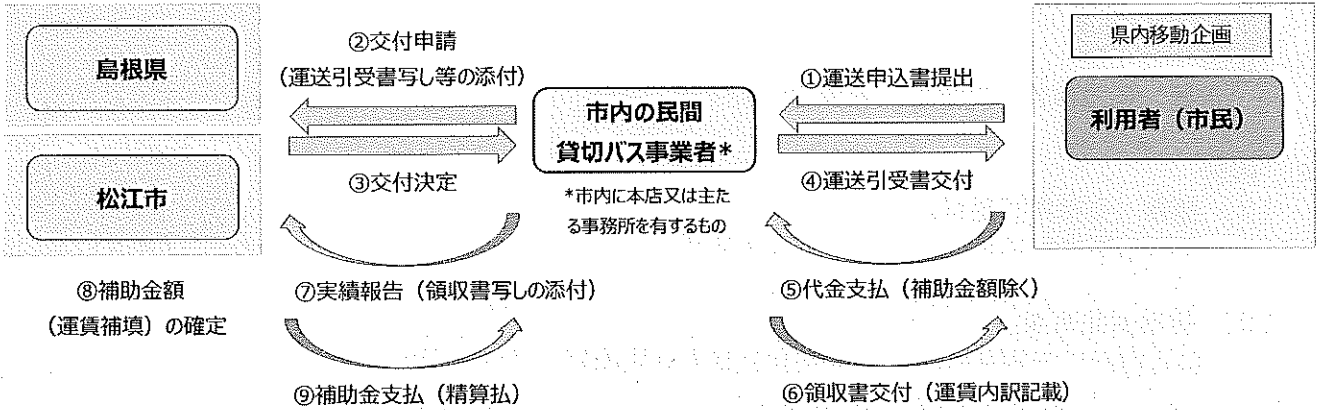 島根県
松江市
②交付申請
（運送引受書写し等の添付）
③交付決定
市内の民間
貸切バス事業者*
*市内に本店又は主た
る事務所を有するもの
①運送申込書提出
④運送引受書交付
県内移動企画
利用者（市民）
⑧補助金額
（運賃補填）の確定
⑦実績報告（領収書写しの添付）
⑨補助金支払（精算払）
⑤代金支払（補助金額除く）
⑥領収書交付（運賃内訳記載）